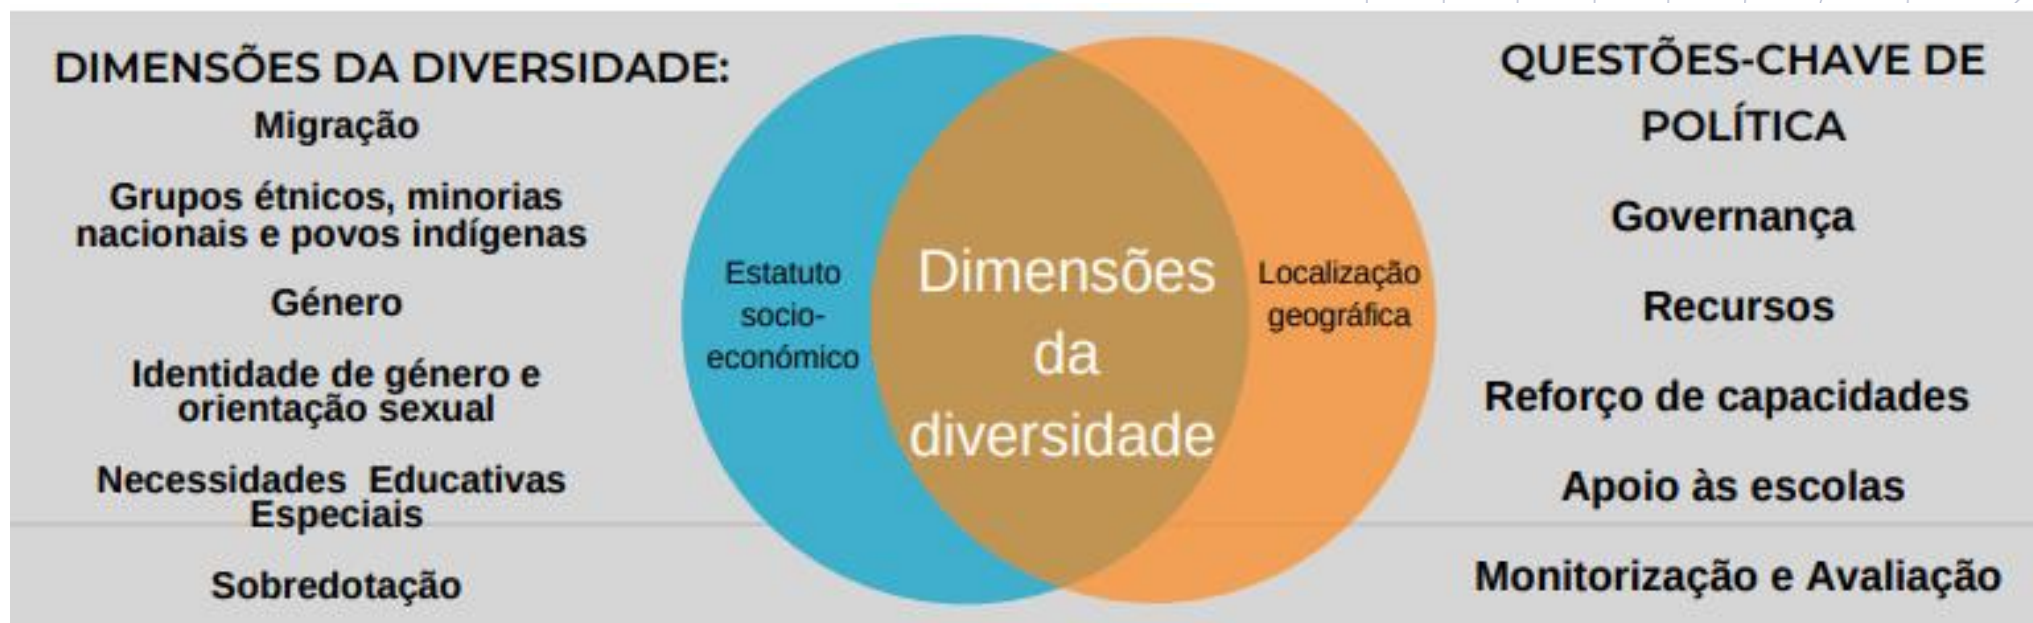 DIMENSÕES DA DIVERSIDADE:
Migração
Grupos étnicos, minorias
nacionais e povos indígenas
Género
Identidade de género e
orientação sexual
Necessidades Educativas
Especiais
Sobredotação
Estatuto
socio-
económico
Dimensões
da
diversidade
Localização
geográfica
QUESTÕES-CHAVE DE
POLÍTICA
Governança
Recursos
Reforço de capacidades
Apoio às escolas
Monitorização e Avaliação